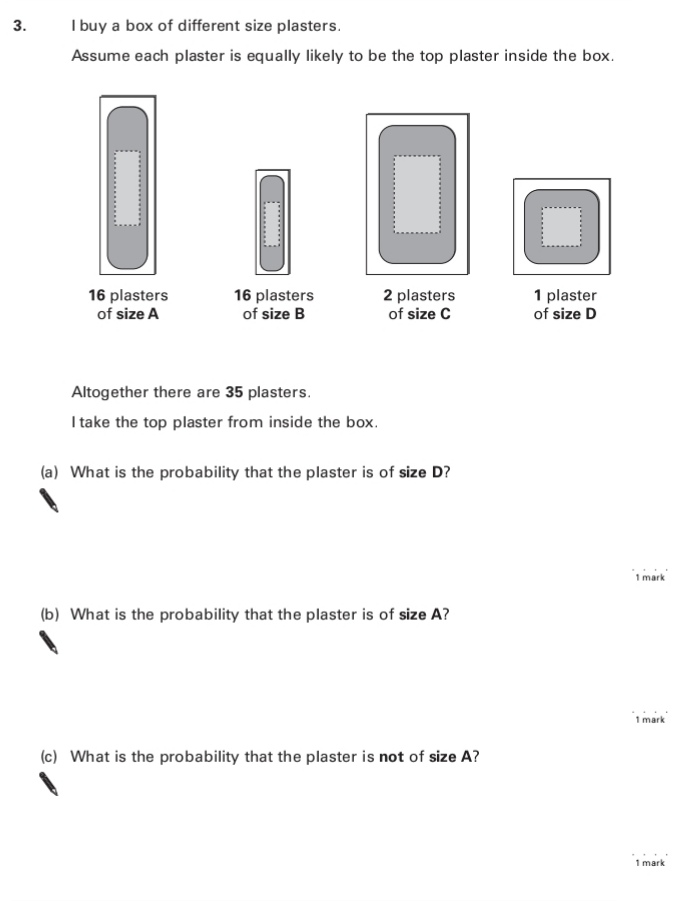 3. I buy a box of different size plasters.
Assume each plaster is equally likely to be the top plaster inside the box.
16 plasters of size A
16 plasters of size B
2 plasters of size C
1 plaster of size D
Altogether there are 35 plasters.
I take the top plaster from inside the box.
(a) What is the probability that the plaster is of size D?
1 mark
(b) What is the probability that the plaster is of size A?
1 mark
(c) What is the probability that the plaster is not of size A?
1 mark